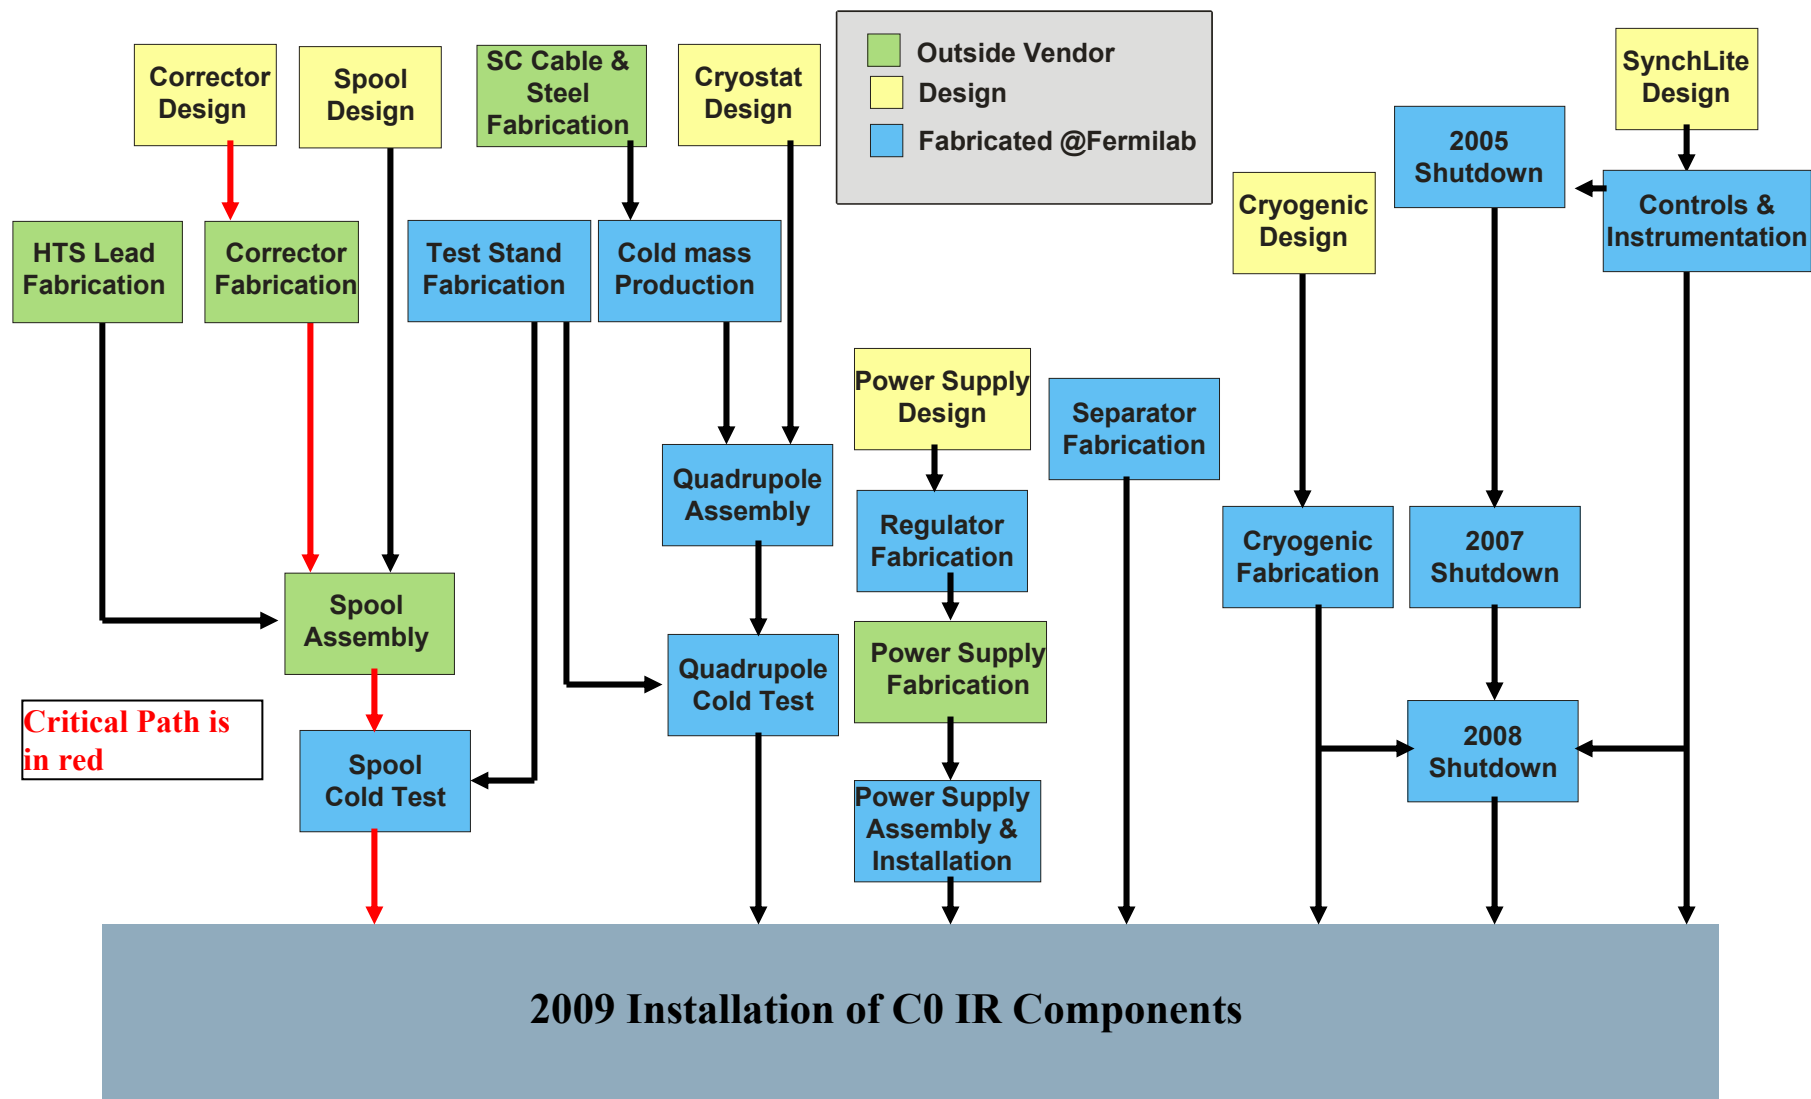 Corrector
Design
Spool
Design
SC Cable &
Steel
Fabrication
Cryostat
Design
Outside Vendor
Design
Fabricated @Fermilab
SynchLite
Design
2005
Shutdown
Cryogenic
Design
Controls &
Instrumentation
HTS Lead
Fabrication
Corrector
Fabrication
Test Stand
Fabrication
Cold mass
Production
Power Supply
Design
Separator
Fabrication
Quadrupole
Assembly
Regulator
Fabrication
Cryogenic
Fabrication
2007
Shutdown
Spool
Assembly
Quadrupole
Cold Test
Power Supply
Fabrication
Critical Path is
in red
Spool
Cold Test
2008
Shutdown
Power Supply
Assembly &
Installation
2009 Installation of C0 IR Components